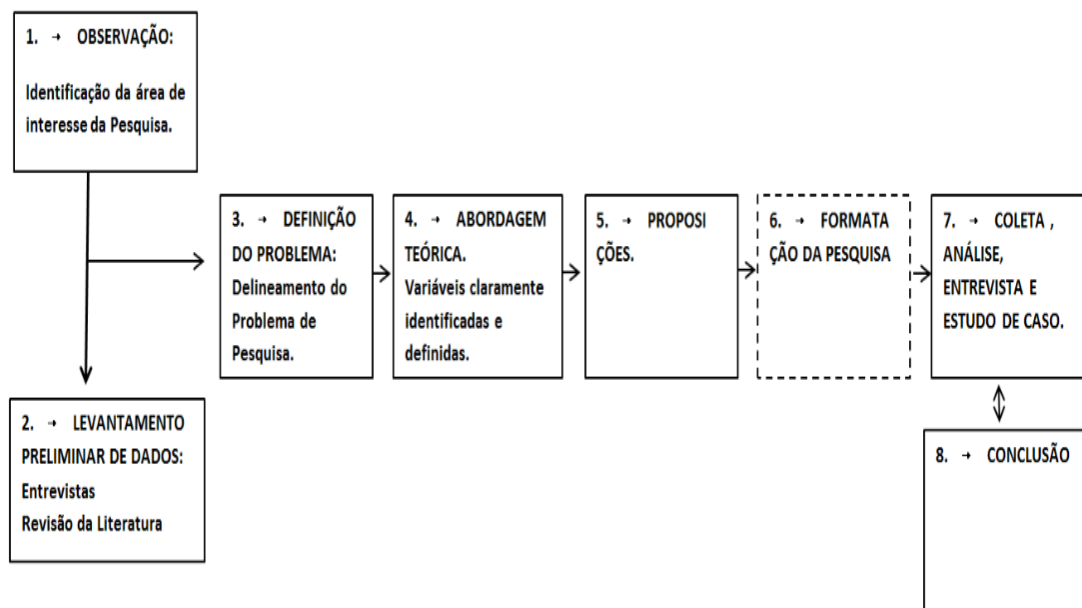 1. → OBSERVAÇÃO:
Identificação da área de
interesse da Pesquisa.
2. → LEVANTAMENTO
PRELIMINAR DE DADOS:
Entrevistas
Revisão da Literatura
3. → DEFINIÇÃO
DO PROBLEMA:
Delineamento do
Problema de
Pesquisa.
4. → ABORDAGEM
TEÓRICA.
Variáveis claramente
identificadas e
definidas.
5. → PROPOSI
ÇÕES.
6. → FORMATA
ÇÃO DA PESQUISA
7. → COLETA ,
ANÁLISE,
ENTREVISTA E
ESTUDO DE CASO.
8. → CONCLUSÃO